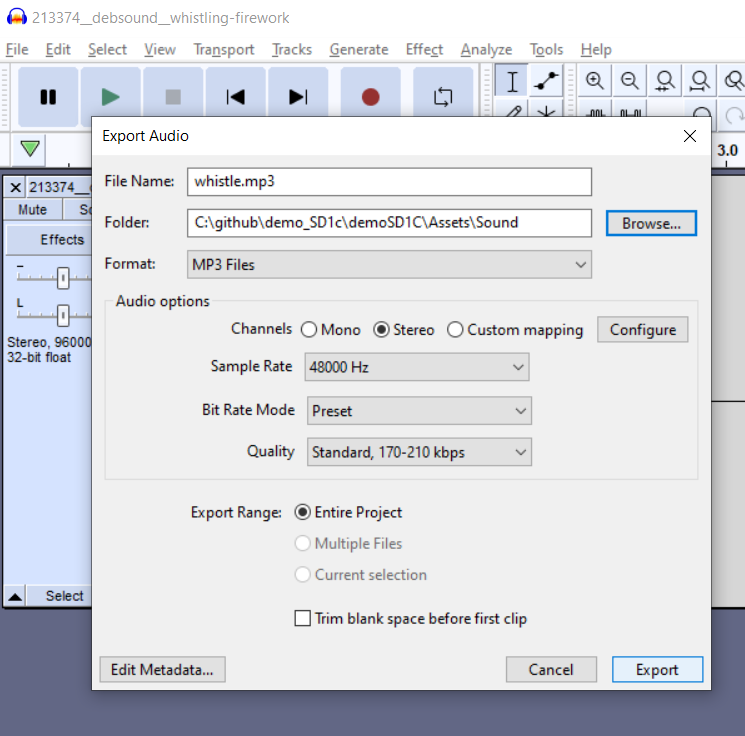 213374__debsound__whistling-firework
File Edit Select View Transport Tracks Generate Effect Analyze Tools Help
Export Audio
3.0
File Name: whistle.mp3
213374__
Mute
Folder: C:\github\demo_SD1c\demoSD1C\Assets\Sound Browse...
Effects
Format: MP3 Files
Audio options
L
Channels Mono Stereo Custom mapping Configure
Stereo, 96000
32-bit float
Sample Rate 48000 Hz
Bit Rate Mode Preset
Quality Standard, 170-210 kbps
Export Range: Entire Project
Multiple Files
Current selection
Select
Trim blank space before first clip
Edit Metadata... Cancel Export